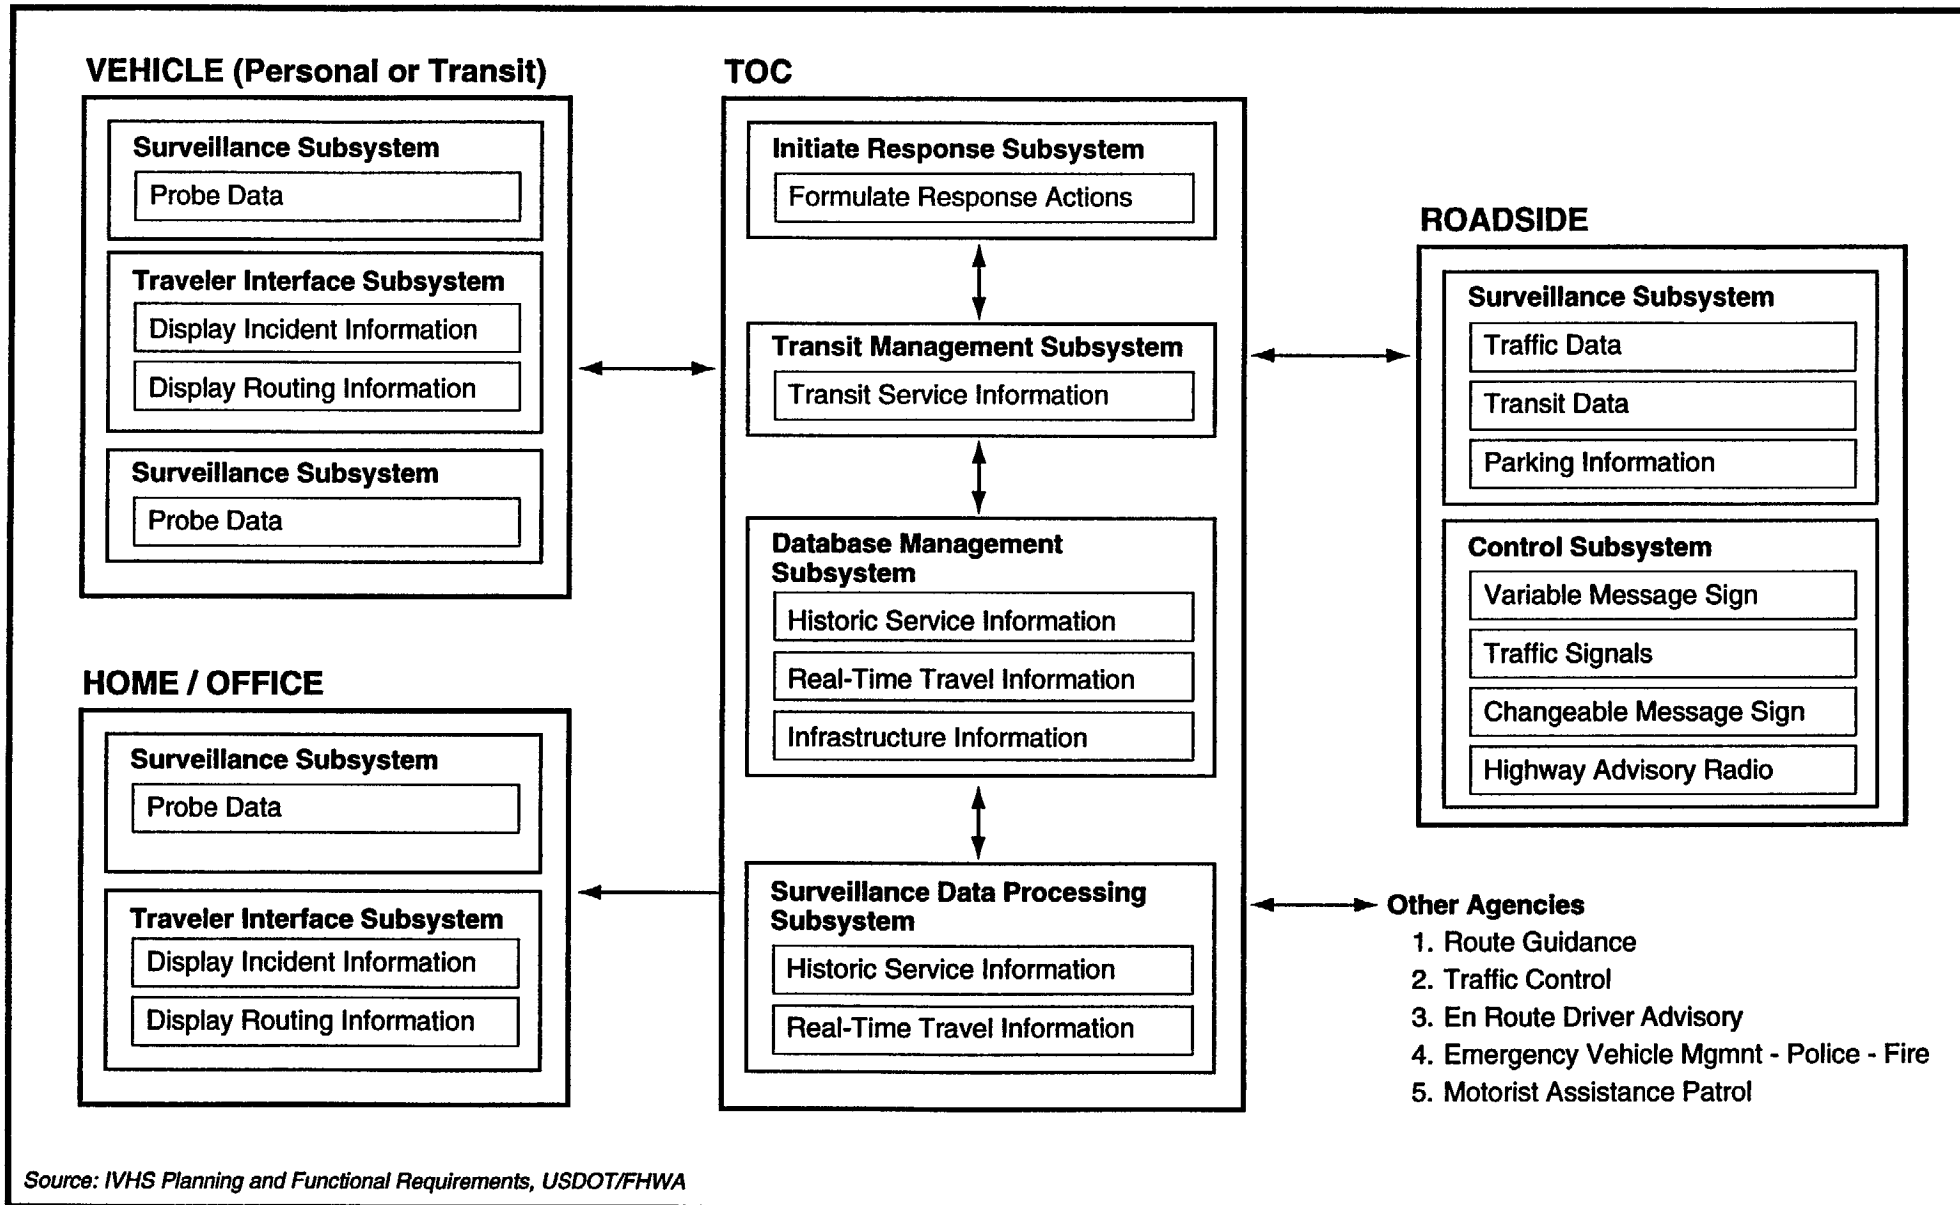 VEHICLE (Personal or Transit)
Surveillance Subsystem
Probe Data
Traveler Interface Subsystem
Display Incident Information
Display Routing Information
Surveillance Subsystem
Probe Data
HOME / OFFICE
Surveillance Subsystem
Probe Data
Traveler Interface Subsystem
Display Incident Information
Display Routing Information
TOC
Initiate Response Subsystem
Formulate Response Actions
Transit Management Subsystem
Transit Service Information
Database Management
Subsystem
Historic Service Information
Real-Time Travel Information
Infrastructure Information
Surveillance Data Processing
Subsystem
Historic Service Information
Real-Time Travel Information
ROADSIDE
Surveillance Subsystem
Traffic Data
Transit Data
Parking Information
Control Subsystem
Variable Message Sign
Traffic Signals
Changeable Message Sign
Highway Advisory Radio
Other Agencies
1. Route Guidance
2. Traffic Control
3. En Route Driver Advisory
4. Emergency Vehicle Mgmnt - Police - Fire
5. Motorist Assistance Patrol
Source: IVHS Planning and Functional Requirements, USDOT/FHWA